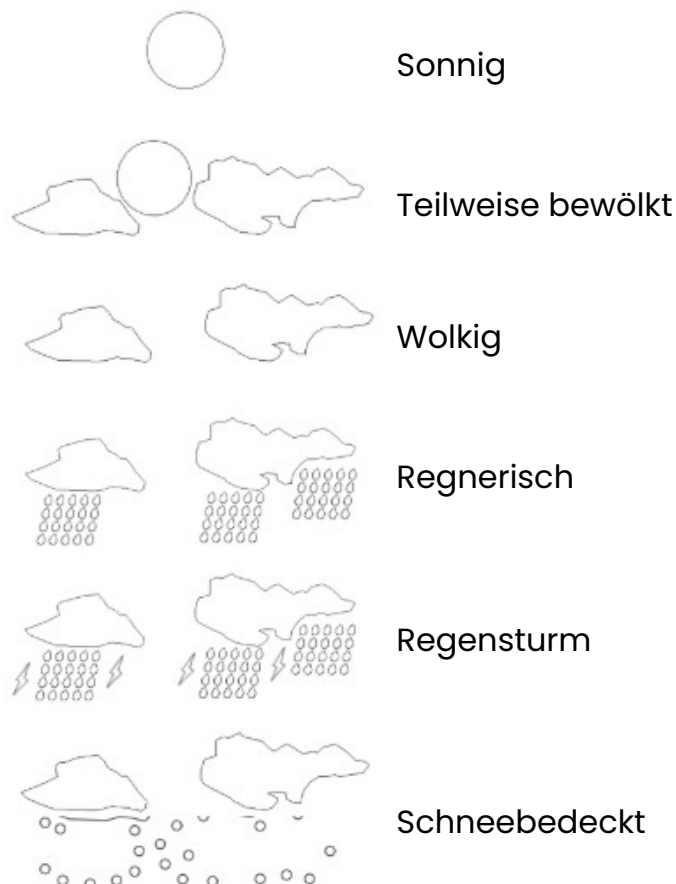 Sonnig
Teilweise bewölkt
Wolkig
Regnerisch
Regensturm
Schneebedeckt